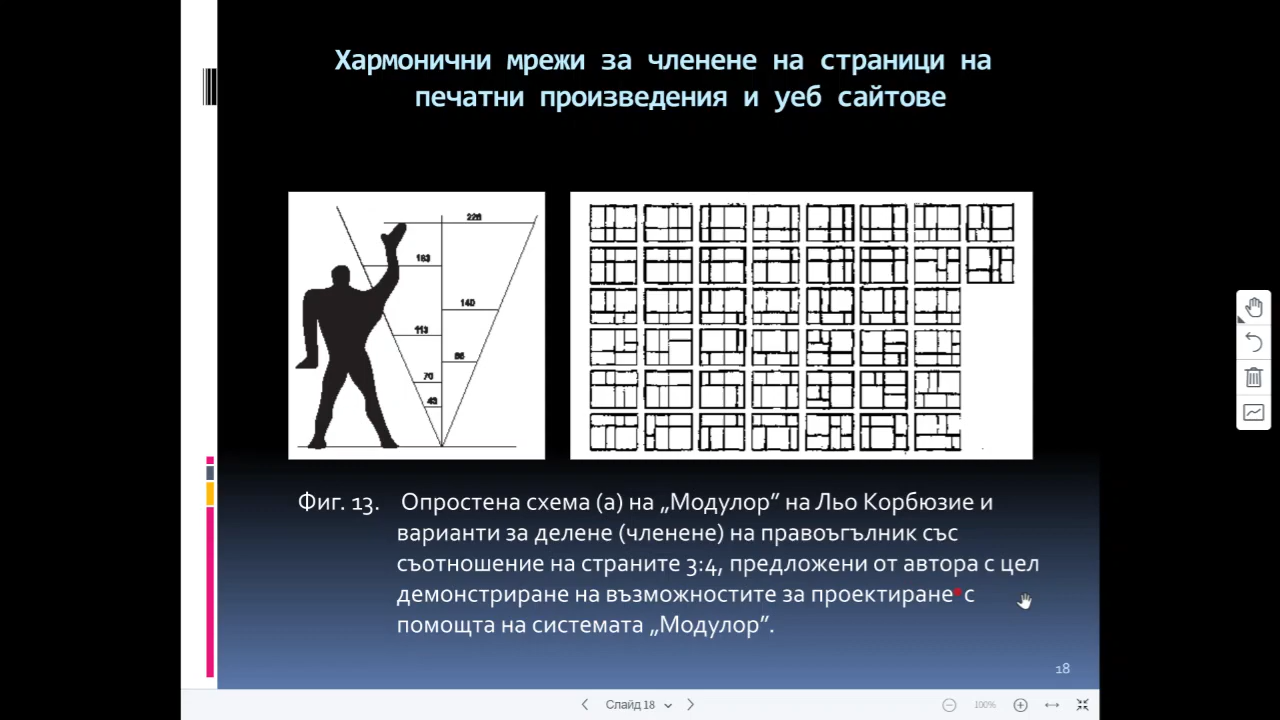 Хармонични мрежи за членене на страници на
печатни произведения и уеб сайтове
226
183
140
113
86
70
43
Фиг. 13. Опростена схема (а) на „Модулор” на Льо Корбюзие и
варианти за делене (членене) на правоъгълник със
съотношение на страните 3:4, предложени от автора с цел
демонстриране на възможностите за проектиране с
помощта на системата „Модулор”.
18
Слайд 18
100%